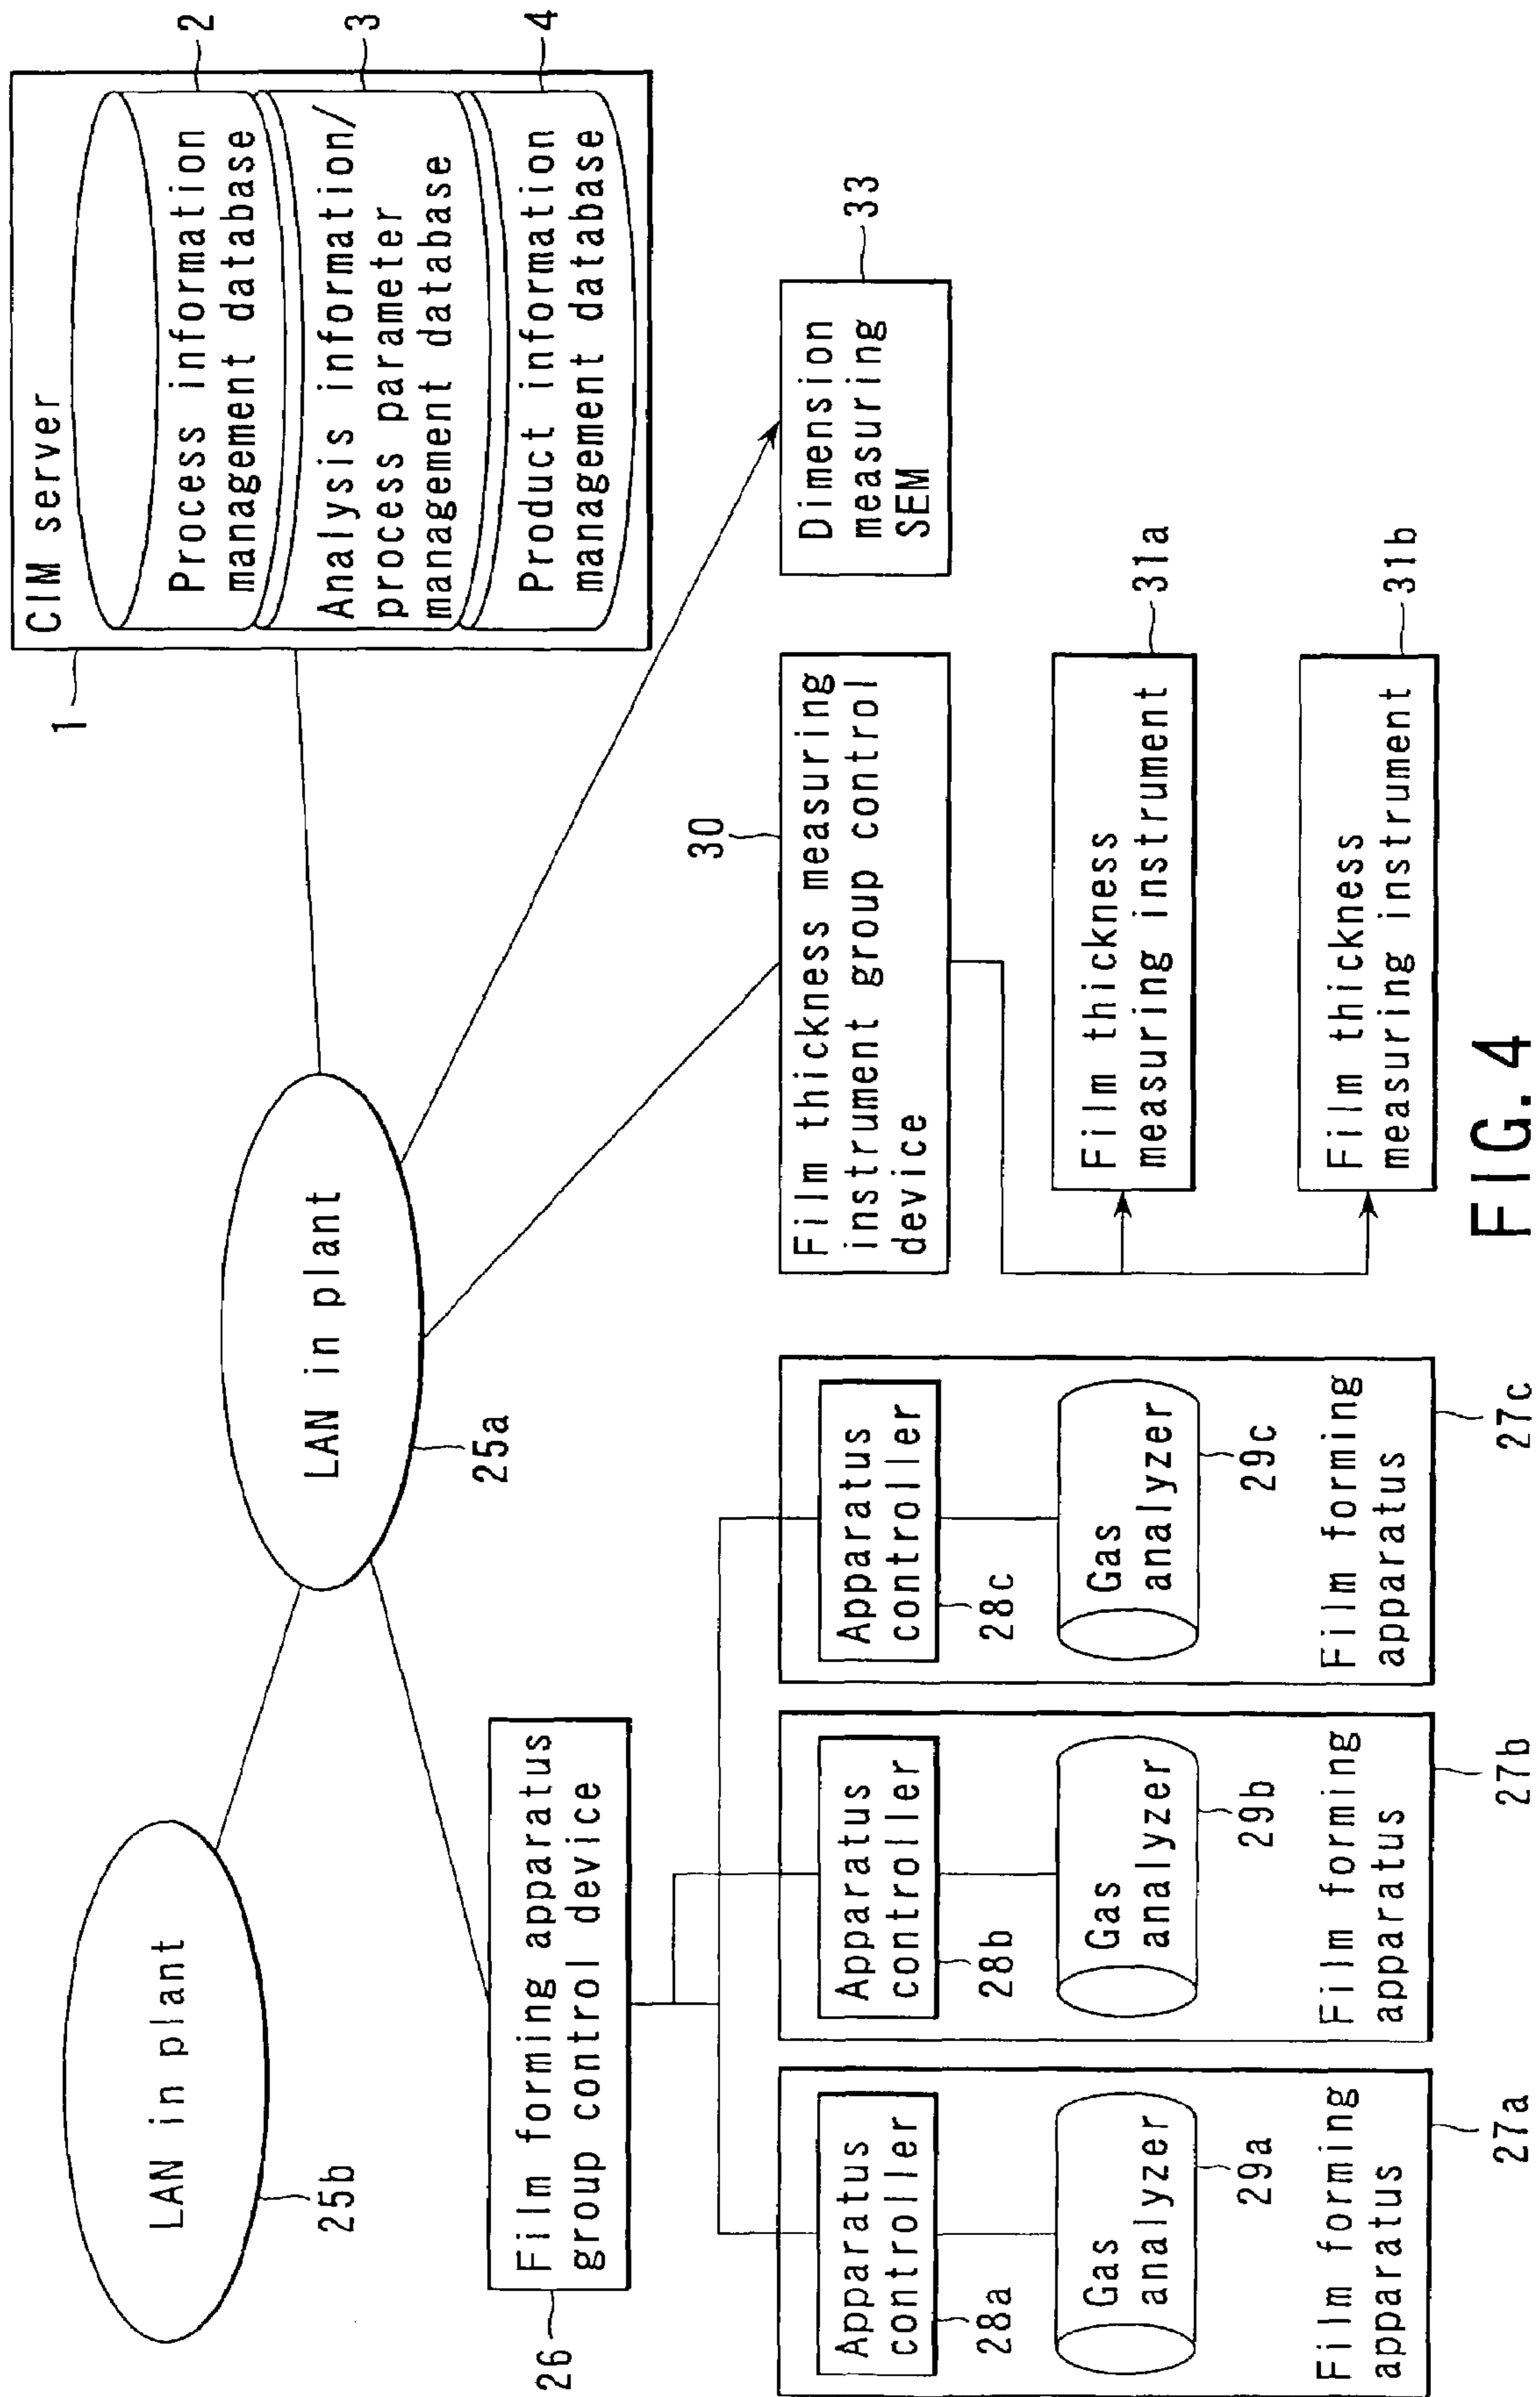 CIM server
1
Process information
management database
2
Analysis information/
process parameter
management database
3
Product information
management database
4
LAN in plant
25b
LAN in plant
25a
Film forming apparatus
group control device
26
Apparatus
controller
28a
Gas
analyzer
29a
Film forming
apparatus
27a
Apparatus
controller
28b
Gas
analyzer
29b
Film forming
apparatus
27b
Apparatus
controller
28c
Gas
analyzer
29c
Film forming
apparatus
27c
30
Film thickness measuring
instrument group control
device
Film thickness
measuring instrument
31a
Film thickness
measuring instrument
31b
Dimension
measuring
SEM
33
FIG. 4